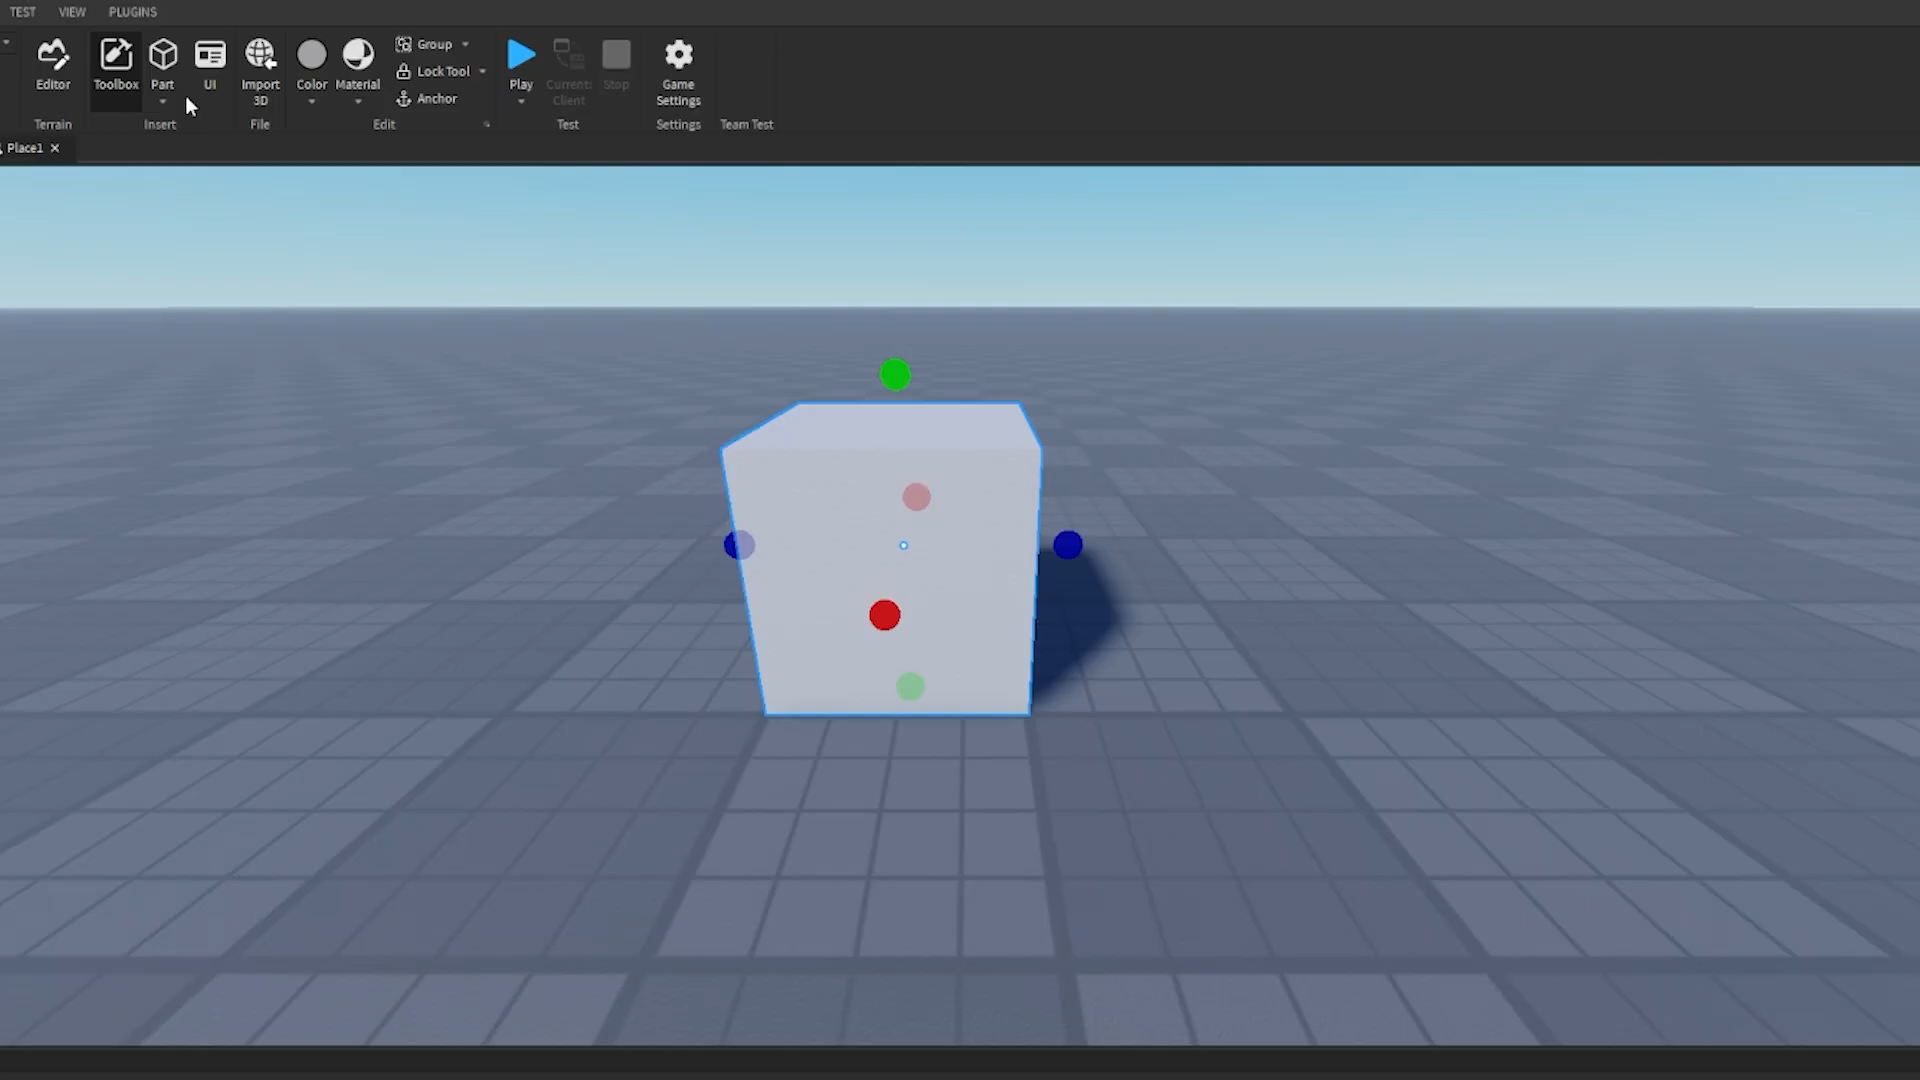 TEST VIEW PLUGINS
Editor
Toolbox
Part
UI
Import
3D
Color
Material
Group
Lock Tool
Anchor
Play
Current:
Client
Stop
Game
Settings
Terrain
Insert
File
Edit
Test
Settings
Team Test
Place1